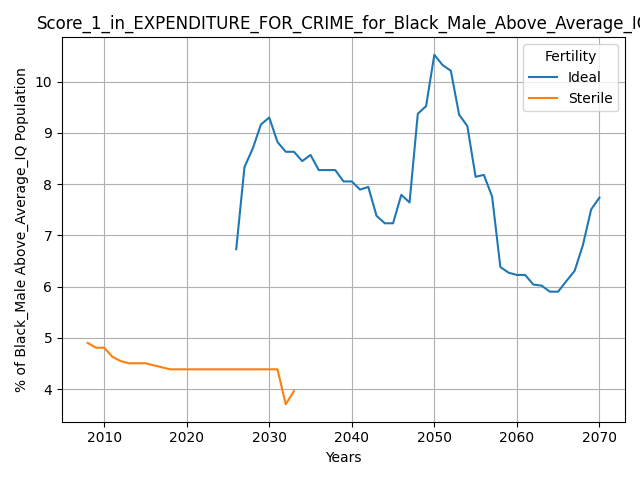 Score_1_in_EXPENDITURE_FOR_CRIME_for_Black_Male_Above_Average_IQ
Fertility
Ideal
Sterile
% of Black_Male Above_Average_IQ Population
10
9
8
7
6
5
4
2010 2020 2030 2040 2050 2060 2070
Years